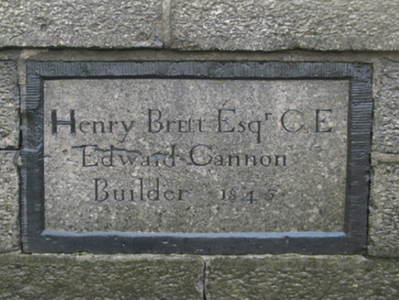 Henry Brett Esqr C.E
Edward Cannon
Builder 1845